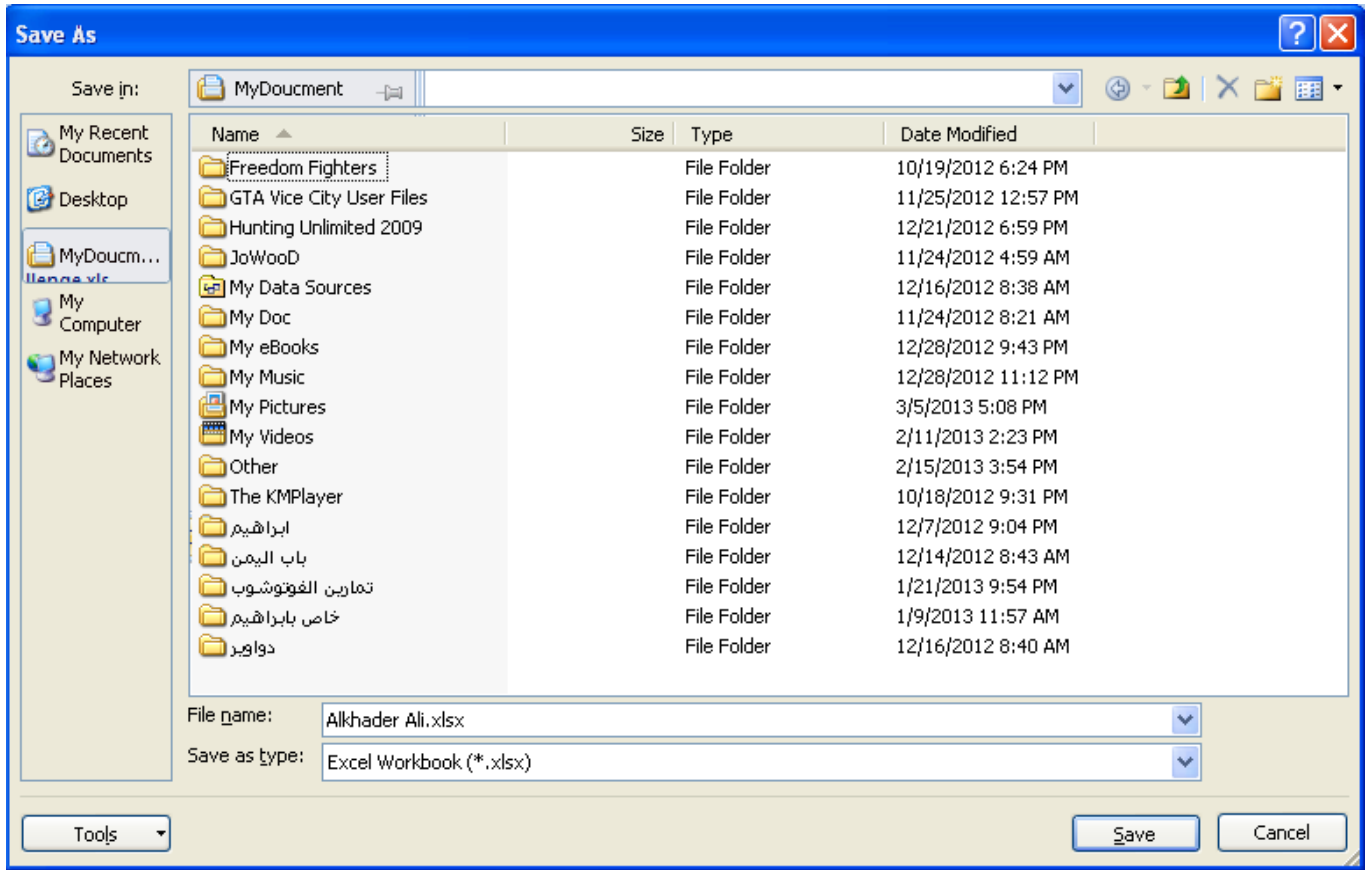 Save As
Save in:
MyDoucment
My Recent
Documents
Desktop
MyDoucm...
llenge.xls
My
Computer
My Network
Places
Name Size Type Date Modified
Freedom Fighters File Folder 10/19/2012 6:24 PM
GTA Vice City User Files File Folder 11/25/2012 12:57 PM
Hunting Unlimited 2009 File Folder 12/21/2012 6:59 PM
JoWooD File Folder 11/24/2012 4:59 AM
My Data Sources File Folder 12/16/2012 8:38 AM
My Doc File Folder 11/24/2012 8:21 AM
My eBooks File Folder 12/28/2012 9:43 PM
My Music File Folder 12/28/2012 11:12 PM
My Pictures File Folder 3/5/2013 5:08 PM
My Videos File Folder 2/11/2013 2:23 PM
Other File Folder 2/15/2013 3:54 PM
The KMPlayer File Folder 10/18/2012 9:31 PM
ابراهيم File Folder 12/7/2012 9:04 PM
باب اليمن File Folder 12/14/2012 8:43 AM
تمارين الفوتوشوب File Folder 1/21/2013 9:54 PM
خاص بابراهيم File Folder 1/9/2013 11:57 AM
دواوير File Folder 12/16/2012 8:40 AM
File name: Alkhader Ali.xlsx
Save as type: Excel Workbook (*.xlsx)
Tools Save Cancel